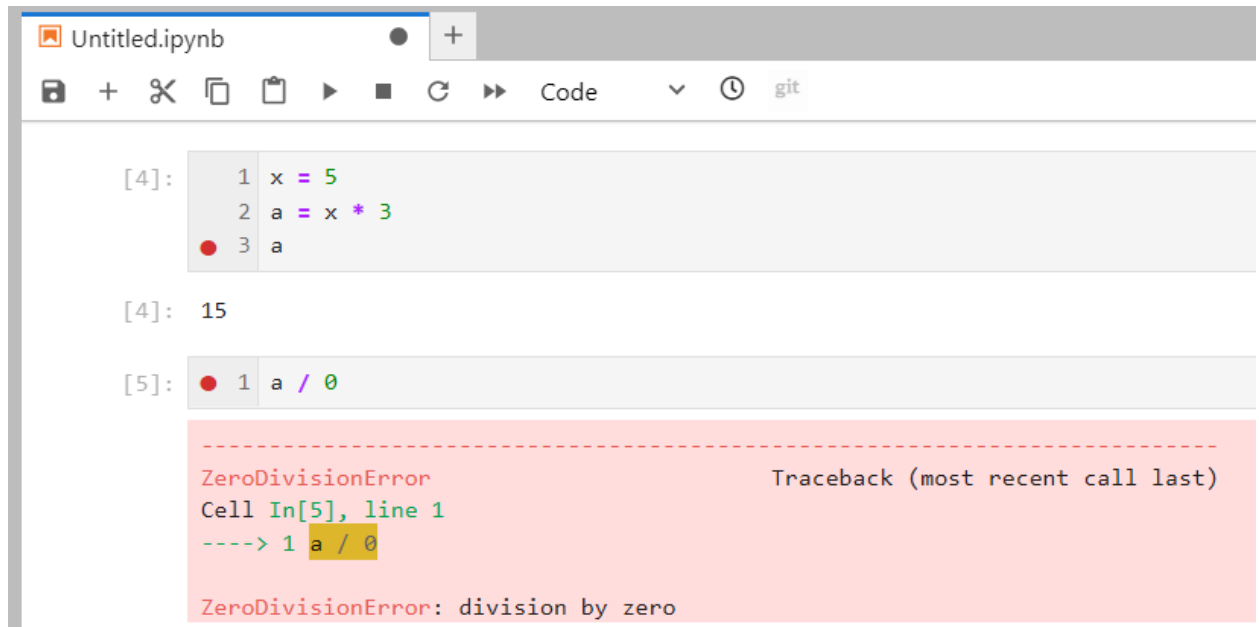 Untitled.ipynb
Code git
[4]: 1 x = 5
2 a = x * 3
3 a
[4]: 15
[5]: 1 a / 0
---------------------------------------------------------------------------
ZeroDivisionError Traceback (most recent call last)
Cell In[5], line 1
----> 1 a / 0
ZeroDivisionError: division by zero